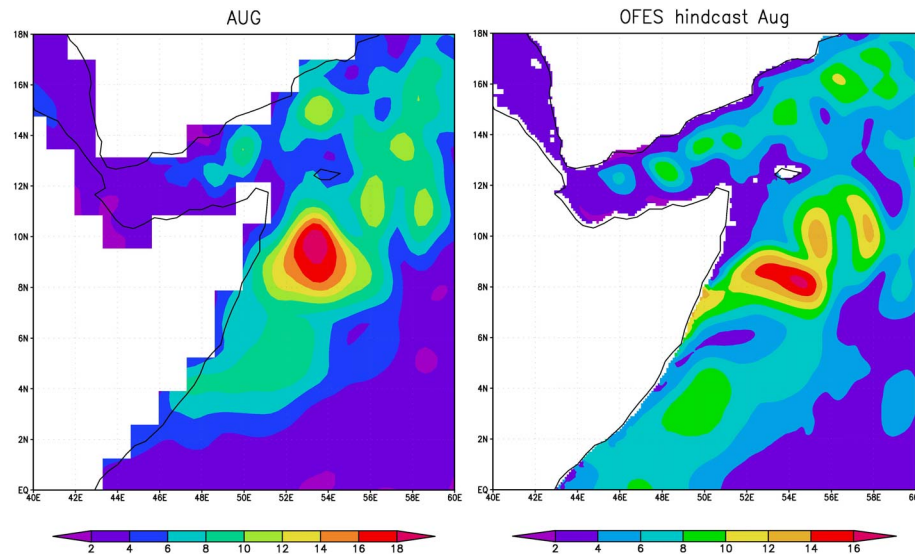 AUG
18N
16N
14N
12N
10N
8N
6N
4N
2N
EQ
40E 42E 44E 46E 48E 50E 52E 54E 56E 58E 60E
2 4 6 8 10 12 14 16 18
OFES hindcast Aug
18N
16N
14N
12N
10N
8N
6N
4N
2N
EQ
40E 42E 44E 46E 48E 50E 52E 54E 56E 58E 60
2 4 6 8 10 12 14 16